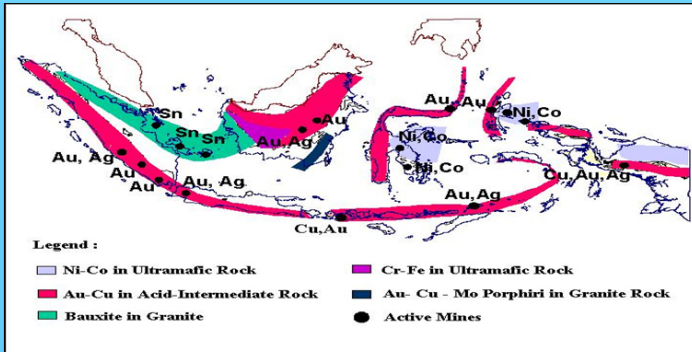 Au
Au
Ni,Co
Sn
Au
Sn
Sn
Au,Ag
Ni,Co
Au, Ag
Ni,Co
Cu,Au,Ag
Au
Au
Au, Ag
Au,Ag
Cu,Au
Legend :
Ni-Co in Ultramafic Rock
Cr-Fe in Ultramafic Rock
Au-Cu in Acid-Intermediate Rock
Au- Cu - Mo Porphiri in Granite Rock
Bauxite in Granite
Active Mines